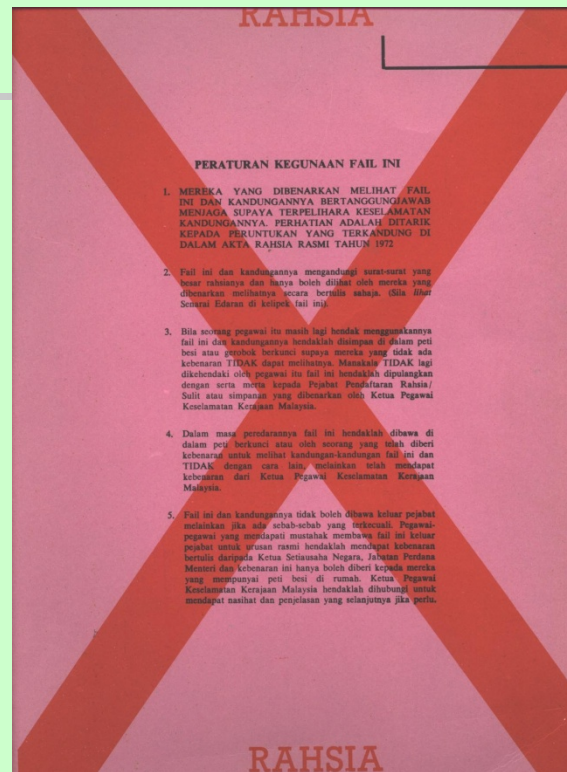 RAHSIA
PERATURAN KEGUNAAN FAIL INI
1. MEREKA YANG DIBENARKAN MELIHAT FAIL
INI DAN KANDUNGANNYA BERTANGGUNGJAWAB
MENJAGA SUPAYA TERPELIHARA KESELAMATAN
KANDUNGANNYA. PERHATIAN ADALAH DITARIK
KEPADA PERUNTUKAN YANG TERKANDUNG DI
DALAM AKTA RAHSIA RASMI TAHUN 1972
2. Fail ini dan kandungannya mengandungi surat-surat yang
besar rahsianya dan hanya boleh dilihat oleh mereka yang
dibenarkan melihatnya secara bertulis sahaja. (Sila lihat
Senarai Edaran di kelipek fail ini).
3. Bila seorang pegawai itu masih lagi hendak menggunakannya
fail ini dan kandungannya hendaklah disimpan di dalam peti
besi atau gerobok berkunci supaya mereka yang tidak ada
kebenaran TIDAK dapat melihatnya. Manakala TIDAK lagi
dikehendaki oleh pegawai itu fail ini hendaklah dipulangkan
dengan serta merta kepada Pejabat Pendaftaran Rahsia/
Sulit atau simpanan yang dibenarkan oleh Ketua Pegawai
Keselamatan Kerajaan Malaysia.
4. Dalam masa peredarannya fail ini hendaklah dibawa di
dalam peti berkunci atau oleh seorang yang telah diberi
kebenaran untuk melihat kandungan-kandungan fail ini dan
TIDAK dengan cara lain, melainkan telah mendapat
kebenaran dari Ketua Pegawai Keselamatan Kerajaan
Malaysia.
5. Fail ini dan kandungannya tidak boleh dibawa keluar pejabat
melainkan jika ada sebab-sebab yang terkecuali. Pegawai-
pegawai yang mendapati mustahak membawa fail ini keluar
pejabat untuk urusan rasmi hendaklah mendapat kebenaran
bertulis daripada Ketua Setiausaha Negara, Jabatan Perdana
Menteri dan kebenaran ini hanya boleh diberi kepada mereka
yang mempunyai peti besi di rumah. Ketua Pegawai
Keselamatan Kerajaan Malaysia hendaklah dihubungi untuk
mendapat nasihat dan penjelasan yang selanjutnya jika perlu.
RAHSIA